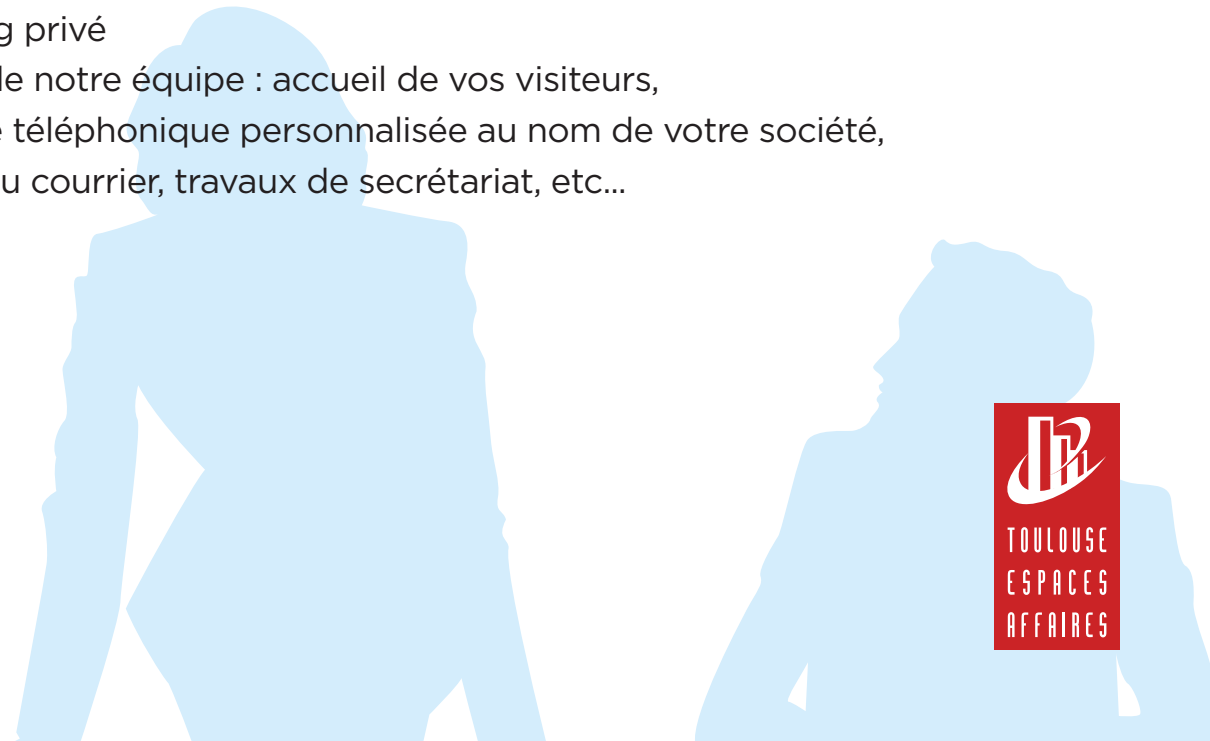 g privé
de notre équipe : accueil de vos visiteurs,
e téléphonique personnalisée au nom de votre société,
u courrier, travaux de secrétariat, etc...
TOULOUSE
ESPACES
AFFAIRES